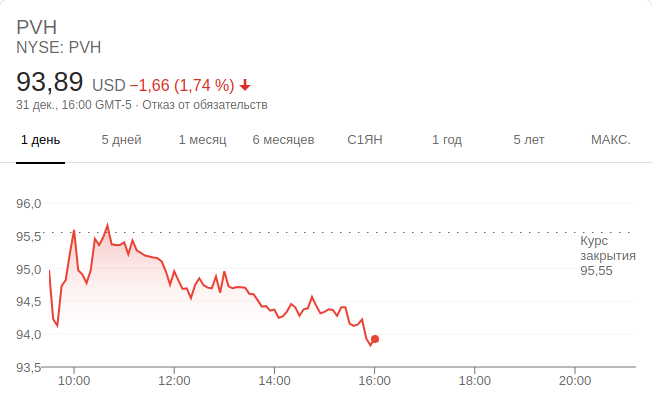 PVH
NYSE: PVH
93,89 USD −1,66 (1,74 %)
31 дек., 16:00 GMT-5 · Отказ от обязательств
1 день 5 дней 1 месяц 6 месяцев С1ЯН 1 год 5 лет МАКС.
96,0
95,5
Курс
закрытия
95,55
95,0
94,5
94,0
93,5
10:00 12:00 14:00 16:00 18:00 20:00